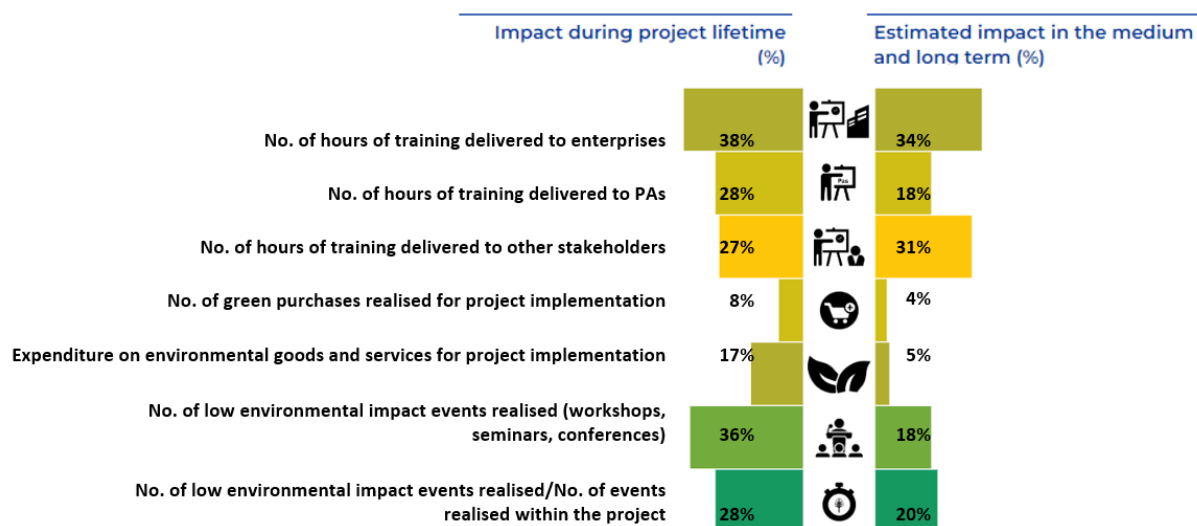 Impact during project lifetime
(%)
Estimated impact in the medium
and long term (%)
No. of hours of training delivered to enterprises
38%
34%
No. of hours of training delivered to PAs
28%
PAs
18%
No. of hours of training delivered to other stakeholders
27%
31%
No. of green purchases realised for project implementation
8%
4%
Expenditure on environmental goods and services for project implementation
17%
5%
No. of low environmental impact events realised (workshops,
seminars, conferences)
36%
18%
No. of low environmental impact events realised/No. of events
realised within the project
28%
20%